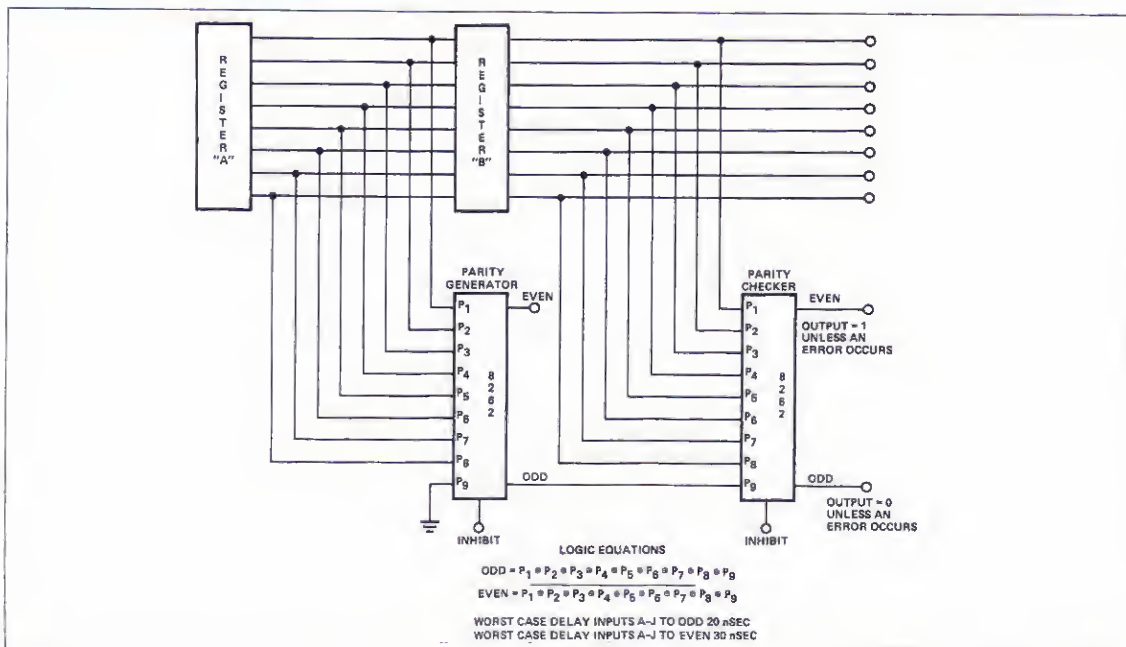 REGISTER "A"
REGISTER "B"
PARITY GENERATOR
EVEN
P1
P2
P3
P4
P5
P6
P7
P8
P9
8262
ODD
INHIBIT
PARITY CHECKER
EVEN
OUTPUT = 1
UNLESS AN
ERROR OCCURS
P1
P2
P3
P4
P5
P6
P7
P8
P9
8262
ODD
OUTPUT = 0
UNLESS AN
ERROR OCCURS
INHIBIT
LOGIC EQUATIONS
ODD = P1 ⊕ P2 ⊕ P3 ⊕ P4 ⊕ P5 ⊕ P6 ⊕ P7 ⊕ P8 ⊕ P9
EVEN = P1 ⊕ P2 ⊕ P3 ⊕ P4 ⊕ P5 ⊕ P6 ⊕ P7 ⊕ P8 ⊕ P9
WORST CASE DELAY INPUTS A-J TO ODD 20 nSEC
WORST CASE DELAY INPUTS A-J TO EVEN 30 nSEC